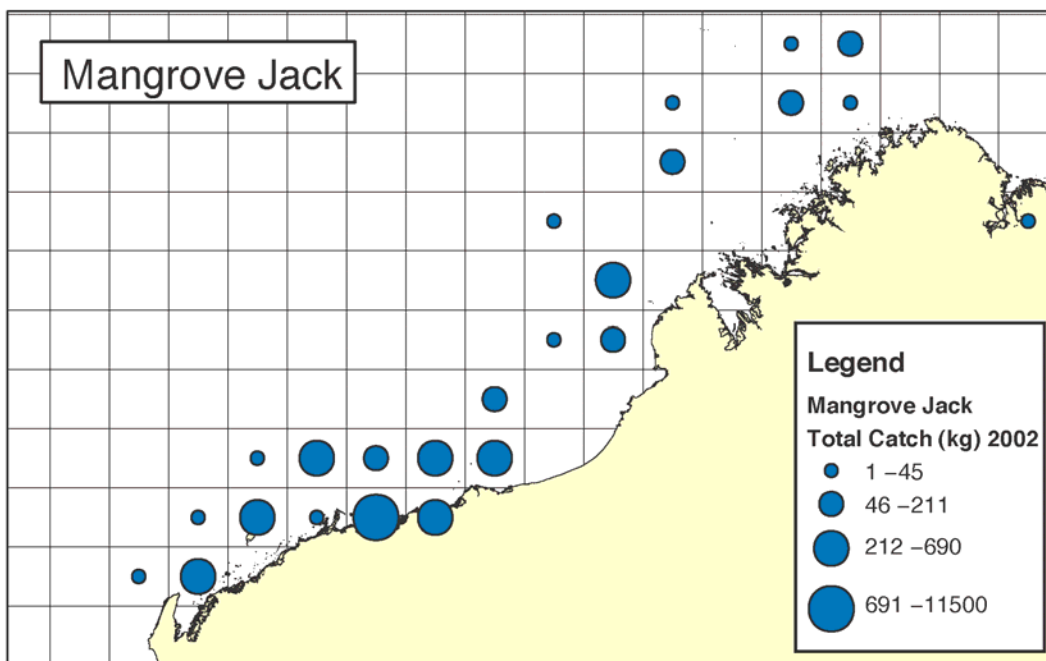 Mangrove Jack
Legend
Mangrove Jack
Total Catch (kg) 2002
1 –45
46 –211
212 –690
691 –11500